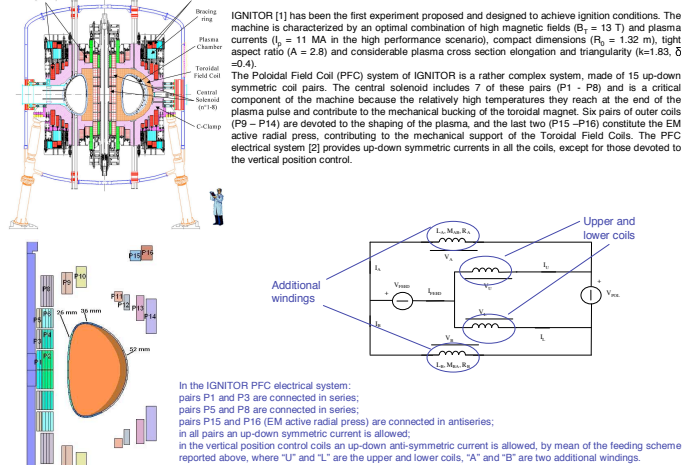 Bracing
ring
Plasma
Chamber
Toroidal
Field Coil
Central
Solenoid
(n°1-8)
C-Clamp
IGNITOR [1] has been the first experiment proposed and designed to achieve ignition conditions. The
machine is characterized by an optimal combination of high magnetic fields (BT = 13 T) and plasma
currents (Ip = 11 MA in the high performance scenario), compact dimensions (R0 = 1.32 m), tight
aspect ratio (A = 2.8) and considerable plasma cross section elongation and triangularity (k=1.83, δ
=0.4).
The Poloidal Field Coil (PFC) system of IGNITOR is a rather complex system, made of 15 up-down
symmetric coil pairs. The central solenoid includes 7 of these pairs (P1 - P8) and is a critical
component of the machine because the relatively high temperatures they reach at the end of the
plasma pulse and contribute to the mechanical bucking of the toroidal magnet. Six pairs of outer coils
(P9 – P14) are devoted to the shaping of the plasma, and the last two (P15 –P16) constitute the EM
active radial press, contributing to the mechanical support of the Toroidal Field Coils. The PFC
electrical system [2] provides up-down symmetric currents in all the coils, except for those devoted to
the vertical position control.
P15
P16
P10
P9
P8
P11
P12
P13
P14
P5
P6
P3
P4
P1
P2
26 mm
36 mm
52 mm
Upper and
lower coils
Additional
windings
LA, MAB, RA
VA
IA
IU
VU
VFEED
IFEED
+
+
VPOL
VL
IL
IB
VB
LB, MBA, RB
In the IGNITOR PFC electrical system:
pairs P1 and P3 are connected in series;
pairs P5 and P8 are connected in series;
pairs P15 and P16 (EM active radial press) are connected in antiseries;
in all pairs an up-down symmetric current is allowed;
in the vertical position control coils an up-down anti-symmetric current is allowed, by mean of the feeding scheme
reported above, where "U" and "L" are the upper and lower coils, "A" and "B" are two additional windings.